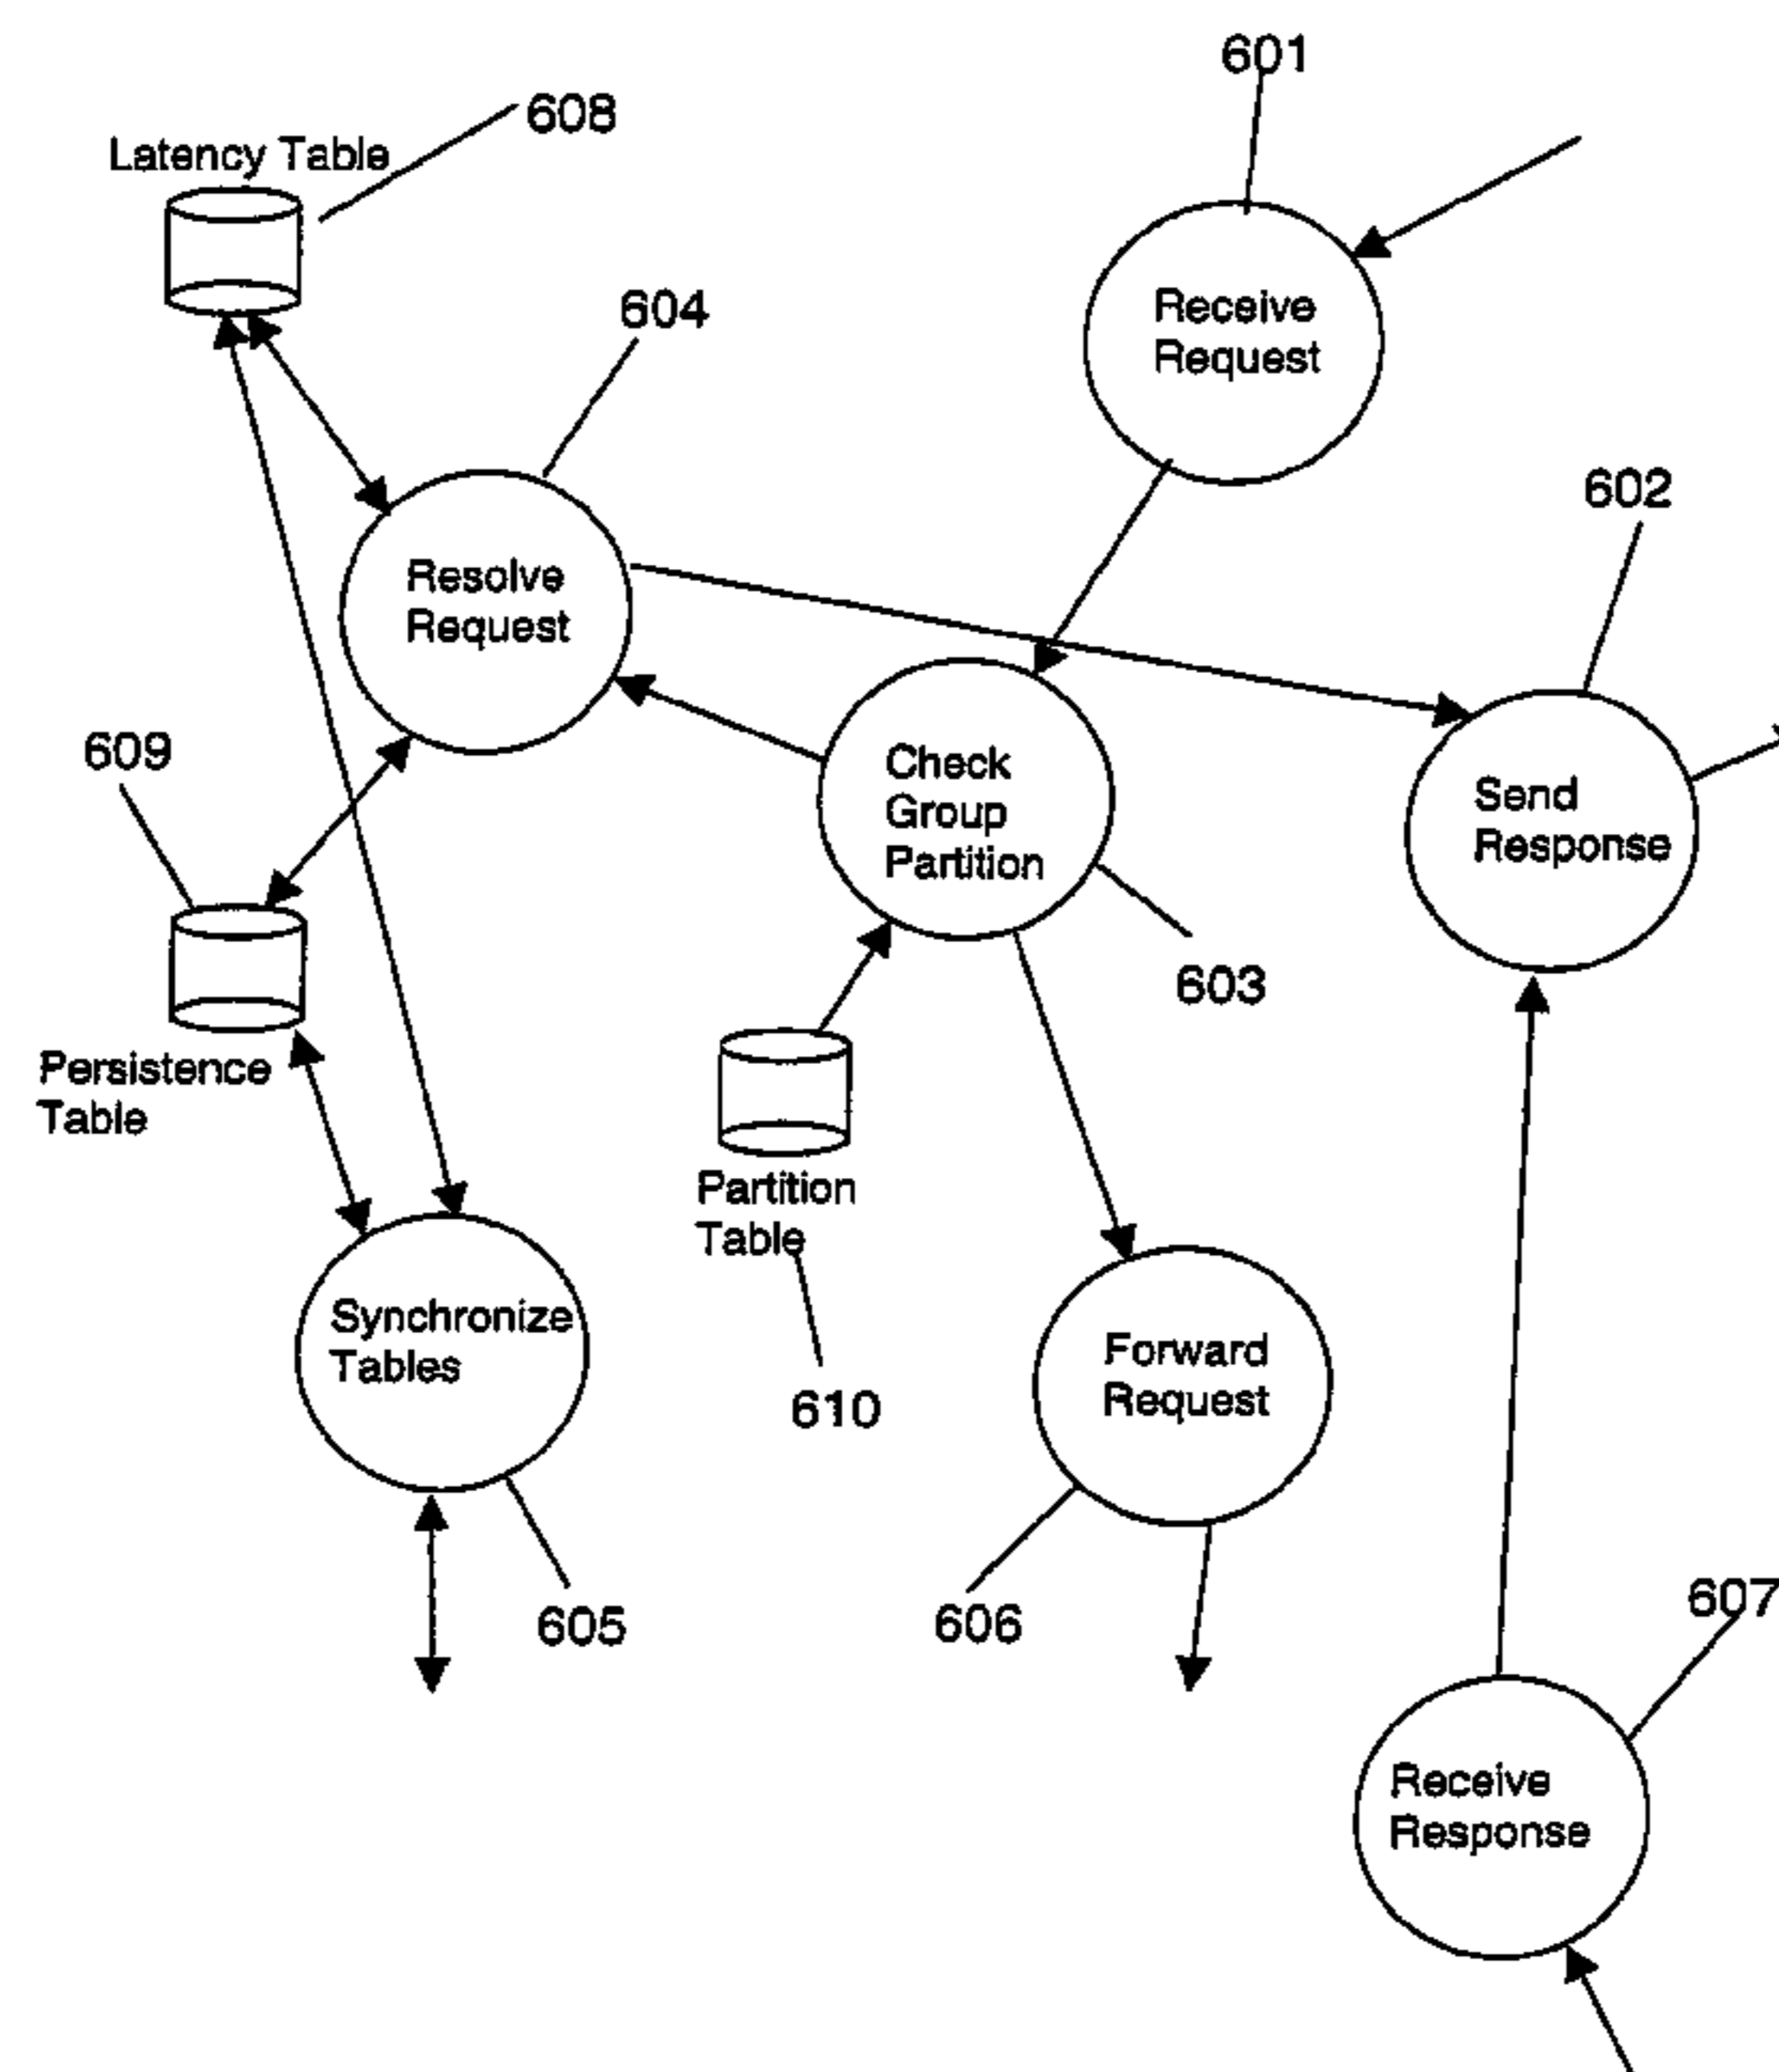 601
608
Latency Table
604
Receive
Request
602
Resolve
Request
609
Check
Group
Partition
Send
Response
603
Persistence
Table
Partition
Table
Synchronize
Tables
Forward
Request
610
605
606
607
Receive
Response